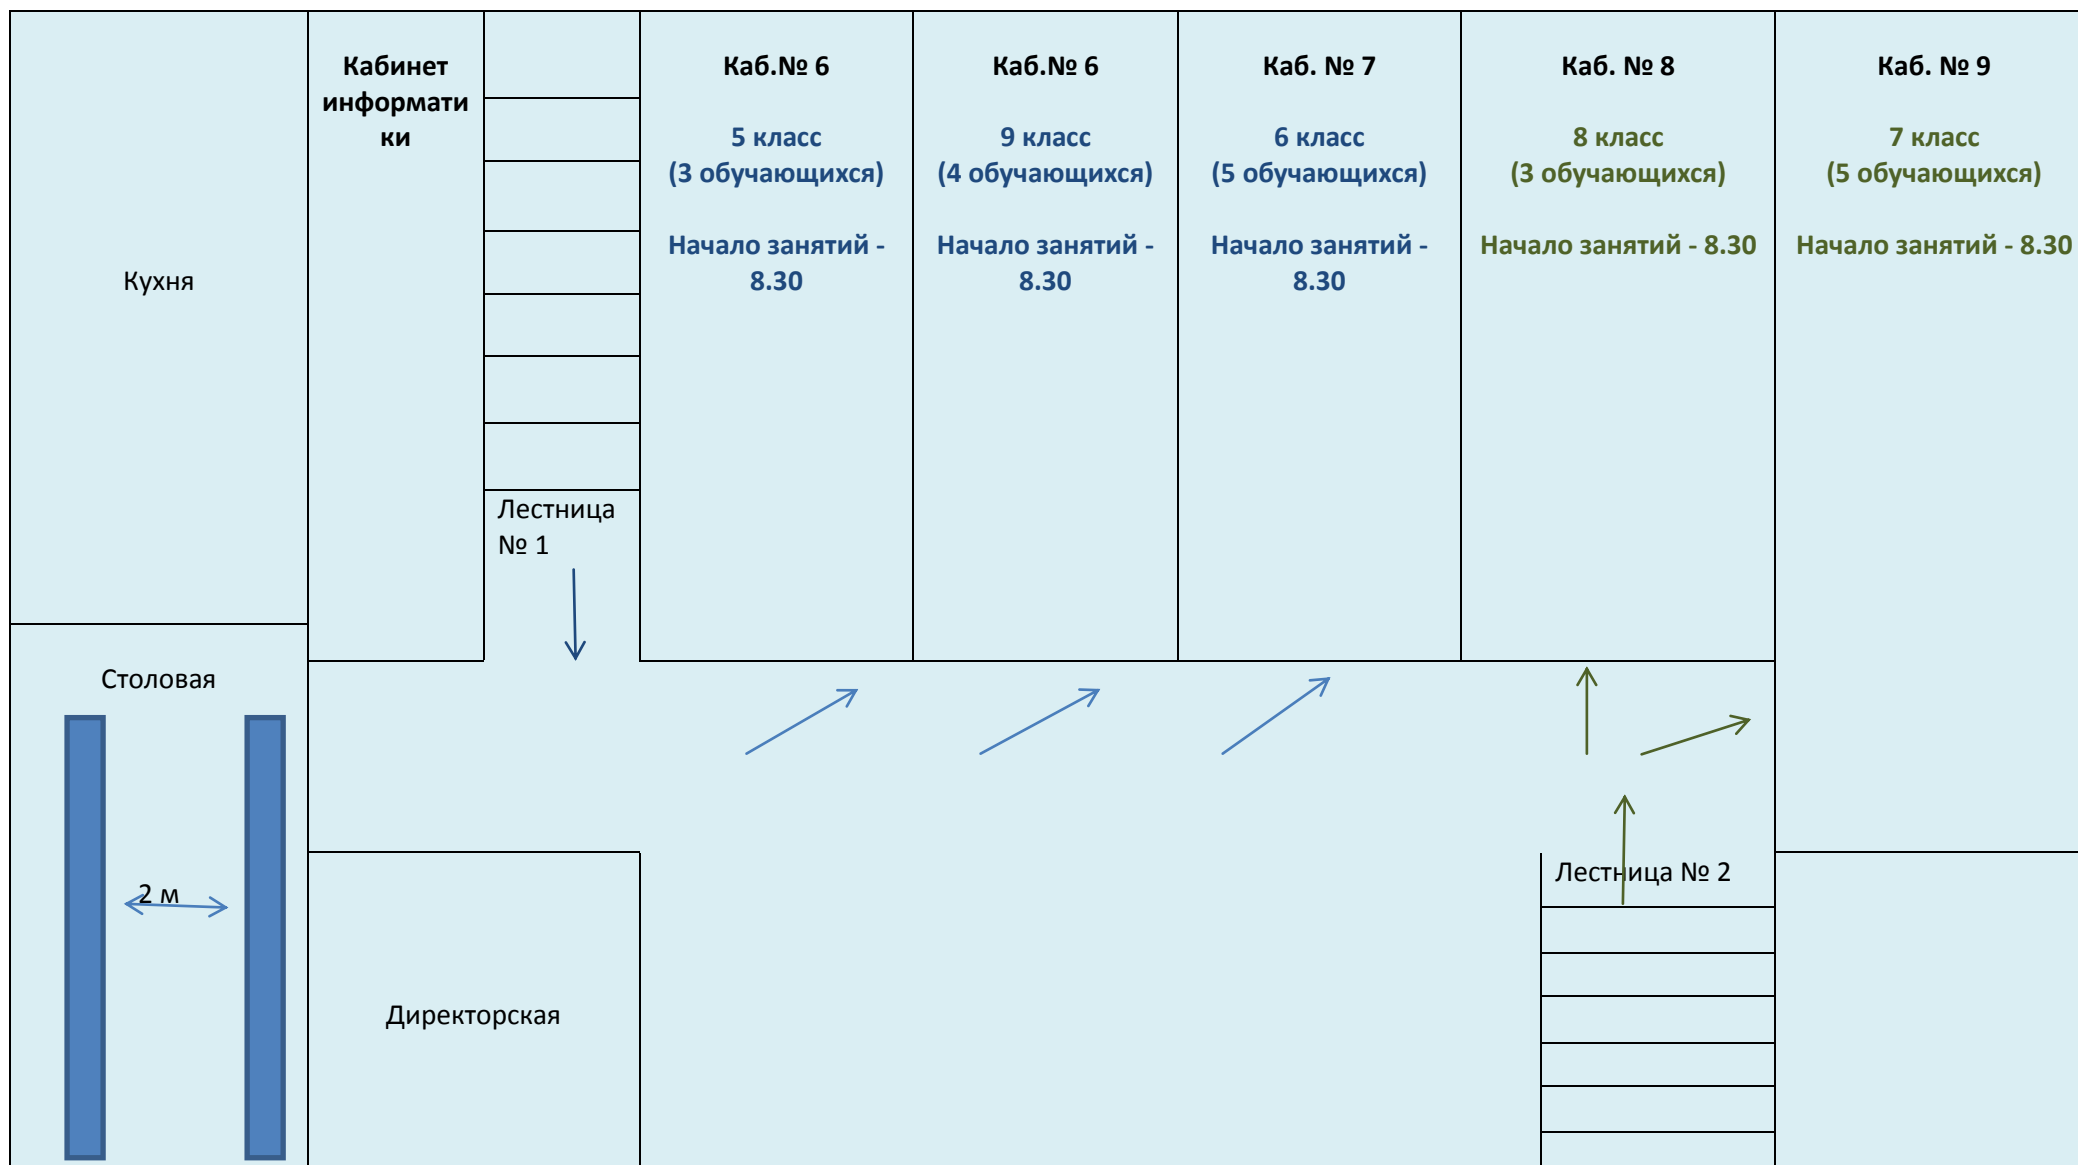 Кабинет
информати
ки
Каб.№ 6
5 класс
(3 обучающихся)
Начало занятий -
8.30
Каб.№ 6
9 класс
(4 обучающихся)
Начало занятий -
8.30
Каб. № 7
6 класс
(5 обучающихся)
Начало занятий -
8.30
Каб. № 8
8 класс
(3 обучающихся)
Начало занятий - 8.30
Каб. № 9
7 класс
(5 обучающихся)
Начало занятий - 8.30
Кухня
Лестница
№ 1
Столовая
2 м
Лестница № 2
Директорская